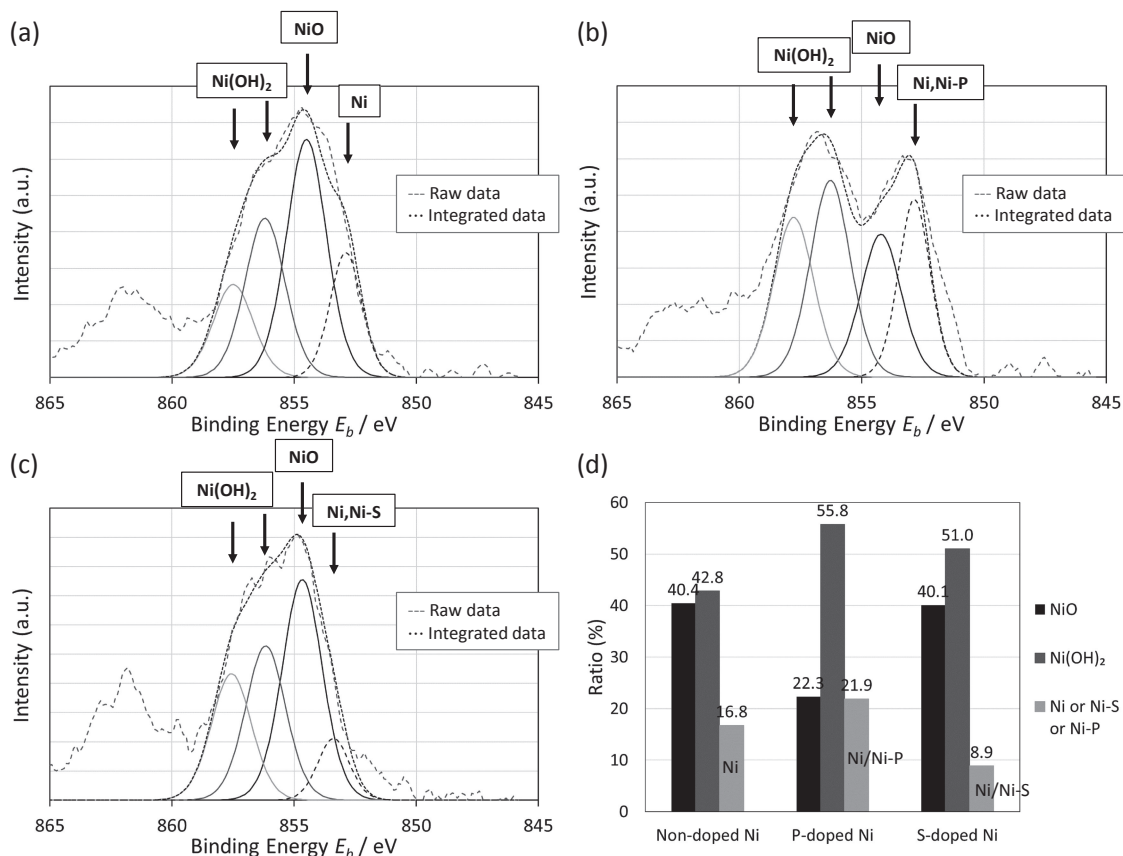 (a)
NiO
Ni(OH)₂
Ni
Intensity (a.u.)
Raw data
Integrated data
865 860 855 850 845
Binding Energy E_b / eV
(b)
Ni(OH)₂
NiO
Ni,Ni-P
Intensity (a.u.)
Raw data
Integrated data
865 860 855 850 845
Binding Energy E_b / eV
(c)
NiO
Ni(OH)₂
Ni,Ni-S
Intensity (a.u.)
Raw data
Integrated data
865 860 855 850 845
Binding Energy E_b / eV
(d)
Ratio (%)
60
50
40
30
20
10
0
40.4
42.8
16.8
Ni
22.3
55.8
21.9
Ni/Ni-P
40.1
51.0
8.9
Ni/Ni-S
Non-doped Ni P-doped Ni S-doped Ni
NiO
Ni(OH)₂
Ni or Ni-S
or Ni-P